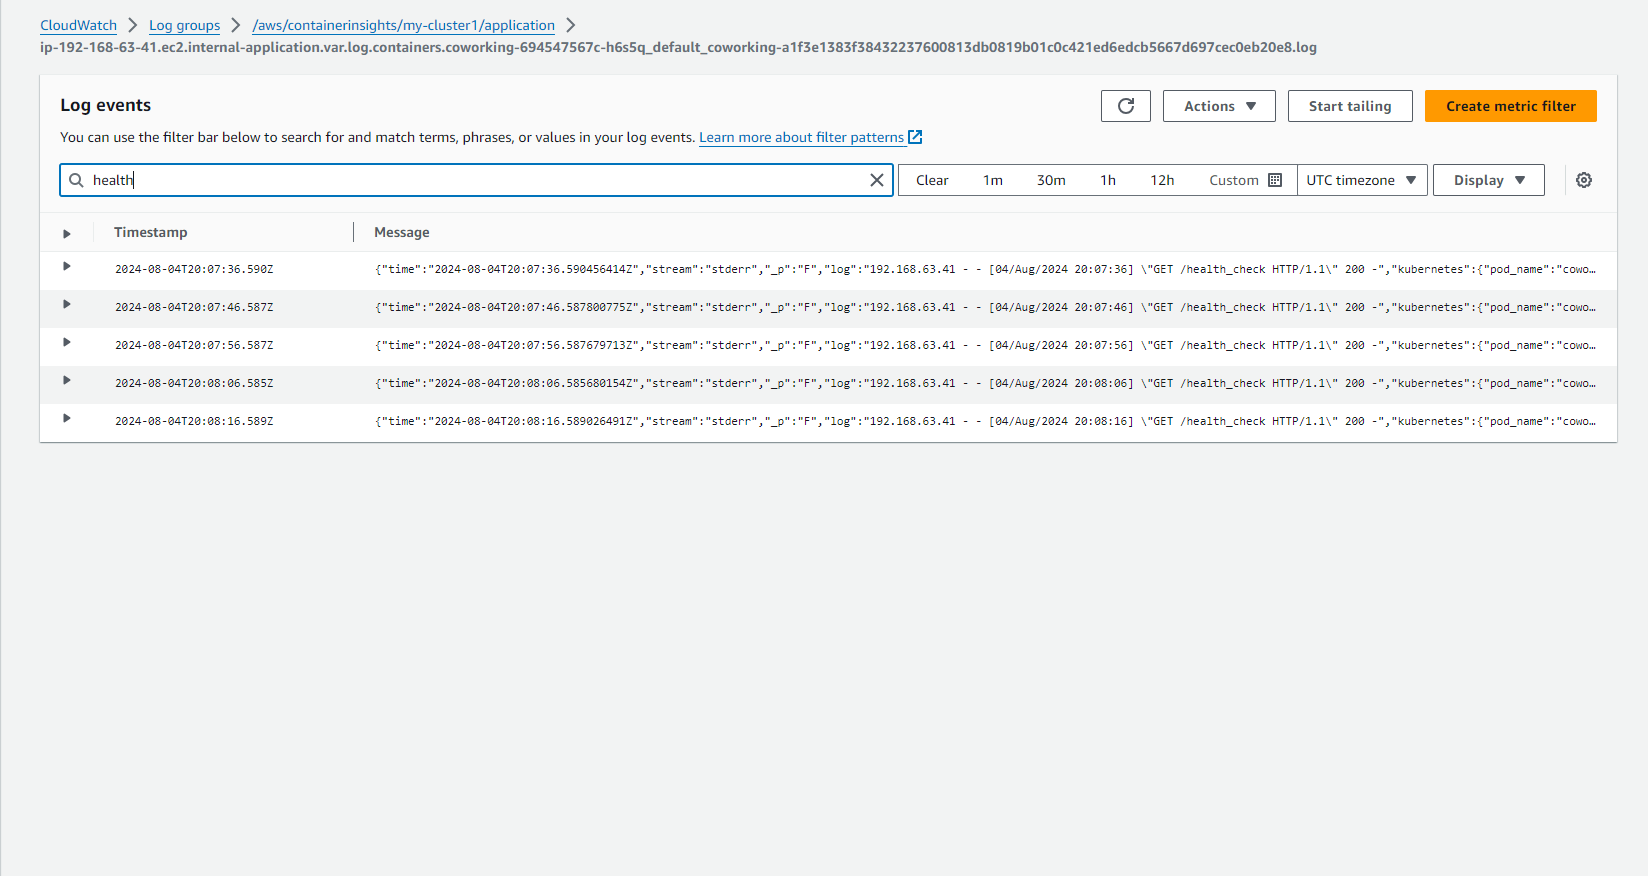 CloudWatch > Log groups > /aws/containerinsights/my-cluster1/application >
ip-192-168-63-41.ec2.internal-application.var.log.containers.coworking-694547567c-h6s5q_default_coworking-a1f3e1383f38432237600813db0819b01c0c421ed6edcb5667d697cec0eb20e8.log
Log events
Actions
Start tailing
Create metric filter
You can use the filter bar below to search for and match terms, phrases, or values in your log events. Learn more about filter patterns
health
Clear 1m 30m 1h 12h Custom UTC timezone Display
Timestamp Message
2024-08-04T20:07:36.590Z {"time":"2024-08-04T20:07:36.590456414Z","stream":"stderr","_p":"F","log":"192.168.63.41 - - [04/Aug/2024 20:07:36] \"GET /health_check HTTP/1.1\" 200 -","kubernetes":{"pod_name":"cowo…
2024-08-04T20:07:46.587Z {"time":"2024-08-04T20:07:46.587800775Z","stream":"stderr","_p":"F","log":"192.168.63.41 - - [04/Aug/2024 20:07:46] \"GET /health_check HTTP/1.1\" 200 -","kubernetes":{"pod_name":"cowo…
2024-08-04T20:07:56.587Z {"time":"2024-08-04T20:07:56.587679713Z","stream":"stderr","_p":"F","log":"192.168.63.41 - - [04/Aug/2024 20:07:56] \"GET /health_check HTTP/1.1\" 200 -","kubernetes":{"pod_name":"cowo…
2024-08-04T20:08:06.585Z {"time":"2024-08-04T20:08:06.585680154Z","stream":"stderr","_p":"F","log":"192.168.63.41 - - [04/Aug/2024 20:08:06] \"GET /health_check HTTP/1.1\" 200 -","kubernetes":{"pod_name":"cowo…
2024-08-04T20:08:16.589Z {"time":"2024-08-04T20:08:16.589026491Z","stream":"stderr","_p":"F","log":"192.168.63.41 - - [04/Aug/2024 20:08:16] \"GET /health_check HTTP/1.1\" 200 -","kubernetes":{"pod_name":"cowo…